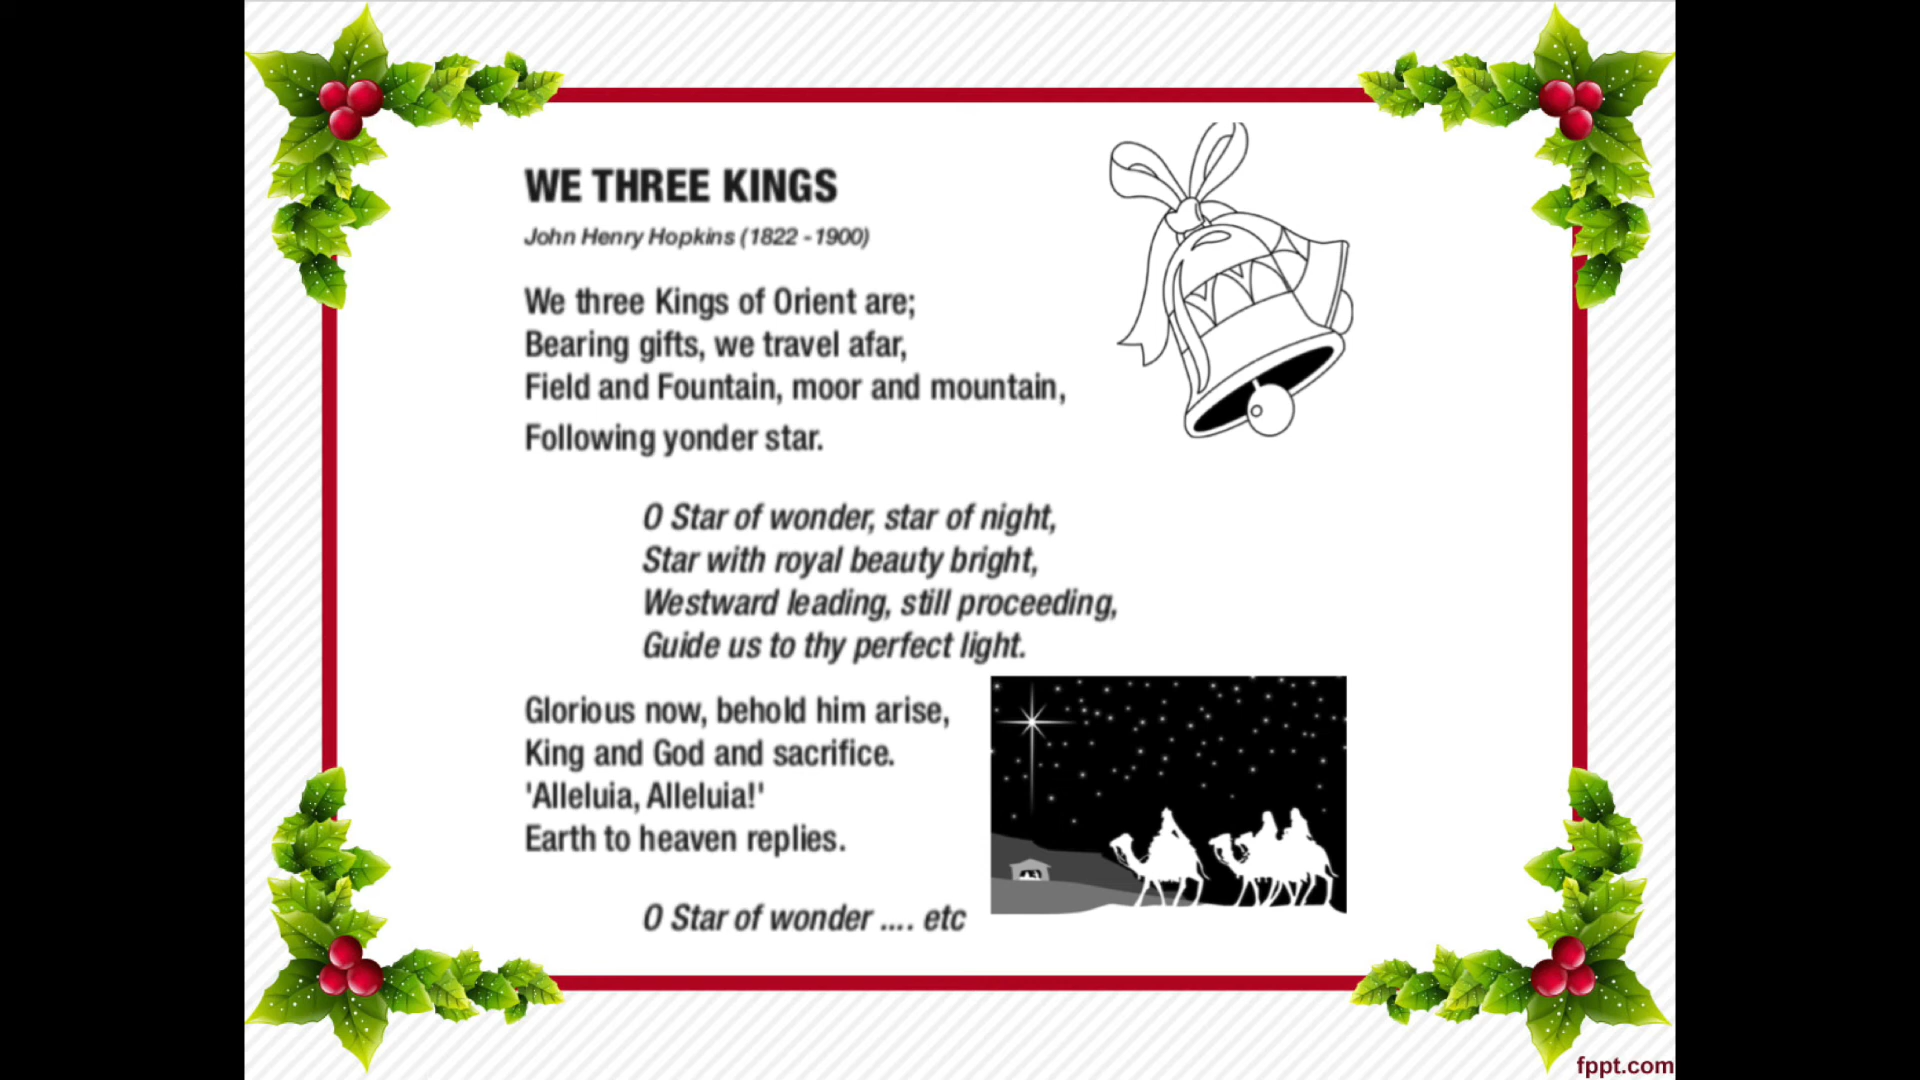 WE THREE KINGS
John Henry Hopkins (1822 - 1900)
We three Kings of Orient are;
Bearing gifts, we travel afar,
Field and Fountain, moor and mountain,
Following yonder star.
O Star of wonder, star of night,
Star with royal beauty bright,
Westward leading, still proceeding,
Guide us to thy perfect light.
Glorious now, behold him arise,
King and God and sacrifice.
'Alleluia, Alleluia!'
Earth to heaven replies.
O Star of wonder .... etc
fppt.com